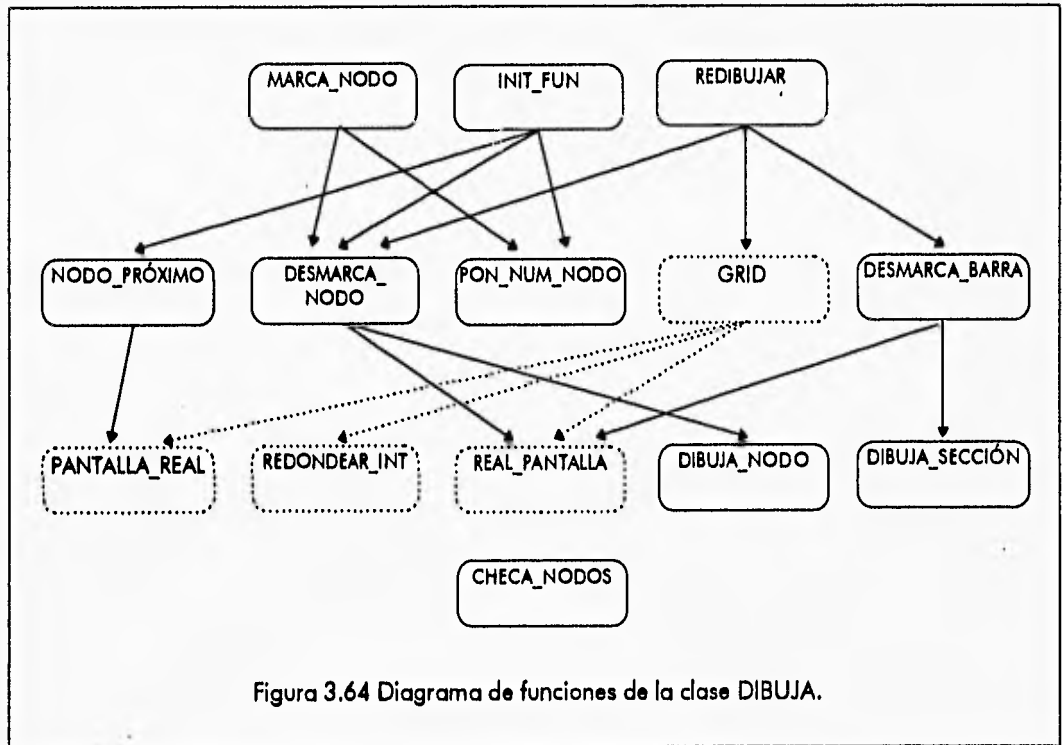 MARCA_NODO
INIT_FUN
REDIBUJAR
NODO_PRÓXIMO
DESMARCA_
NODO
PON_NUM_NODO
GRID
DESMARCA_BARRA
PANTALLA_REAL
REDONDEAR_INT
REAL_PANTALLA
DIBUJA_NODO
DIBUJA_SECCIÓN
CHECA_NODOS
Figura 3.64 Diagrama de funciones de la clase DIBUJA.